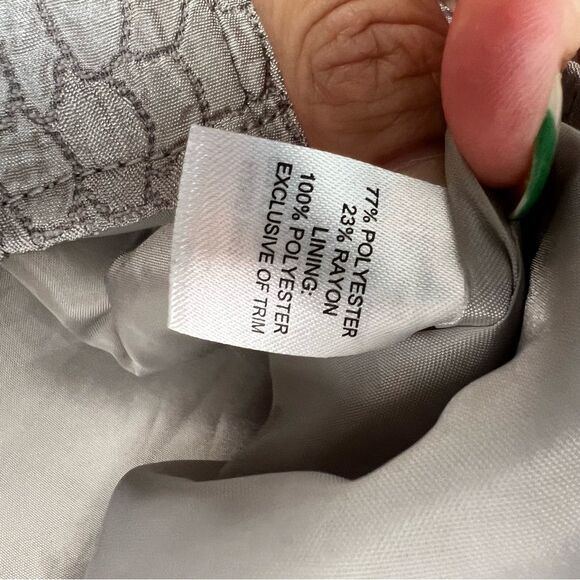 77% POLYESTER
23% RAYON
LINING:
100% POLYESTER
EXCLUSIVE OF TRIM